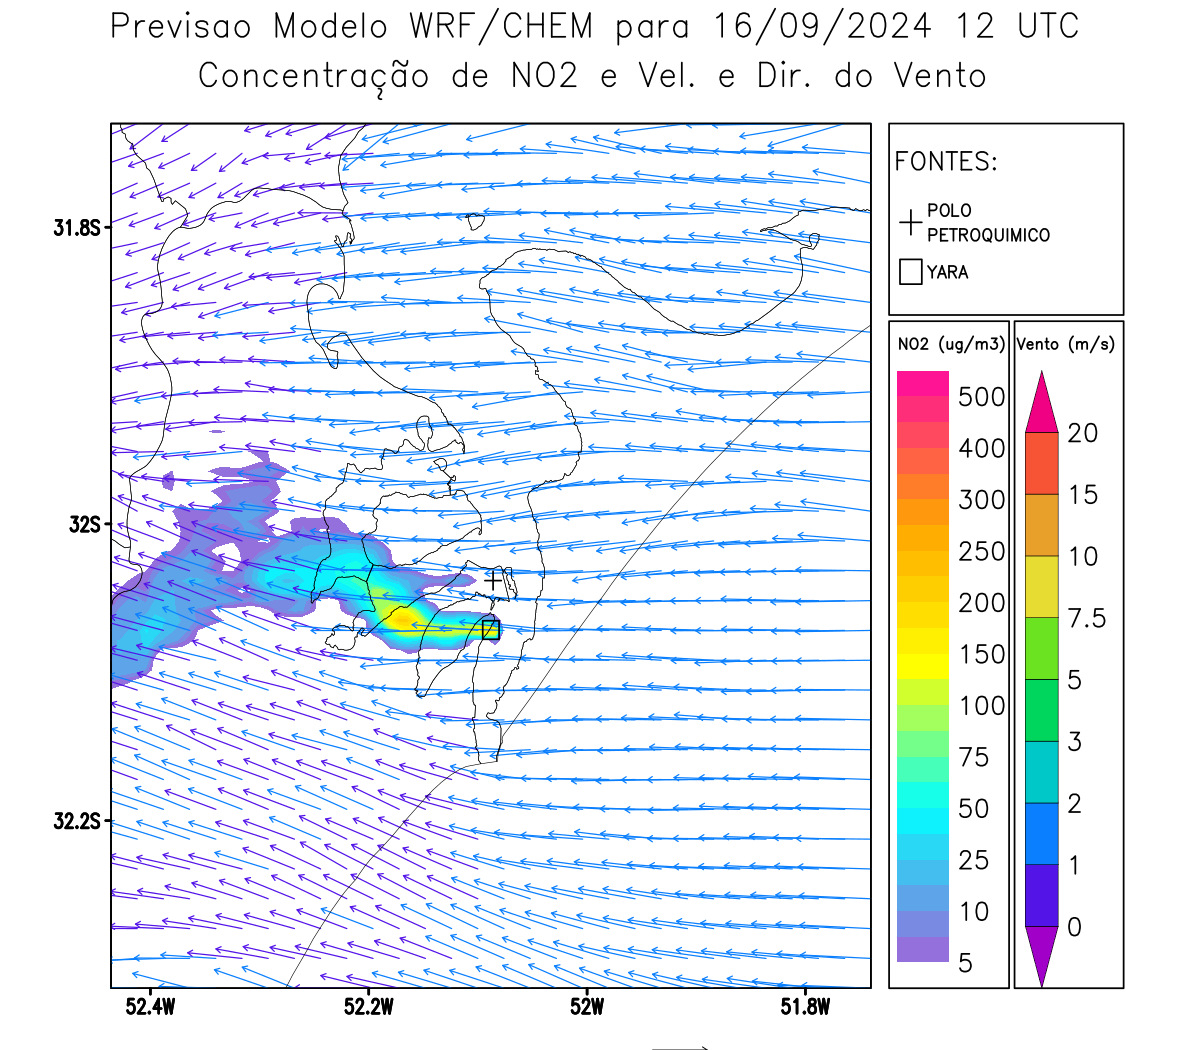 Previsao Modelo WRF/CHEM para 16/09/2024 12 UTC
Concentração de NO2 e Vel. e Dir. do Vento
FONTES:
POLO
PETROQUIMICO
YARA
NO2 (ug/m3)
500
400
300
250
200
150
100
75
50
25
10
5
Vento (m/s)
20
15
10
7.5
5
3
2
1
0
31.8S
32S
32.2S
52.4W 52.2W 52W 51.8W